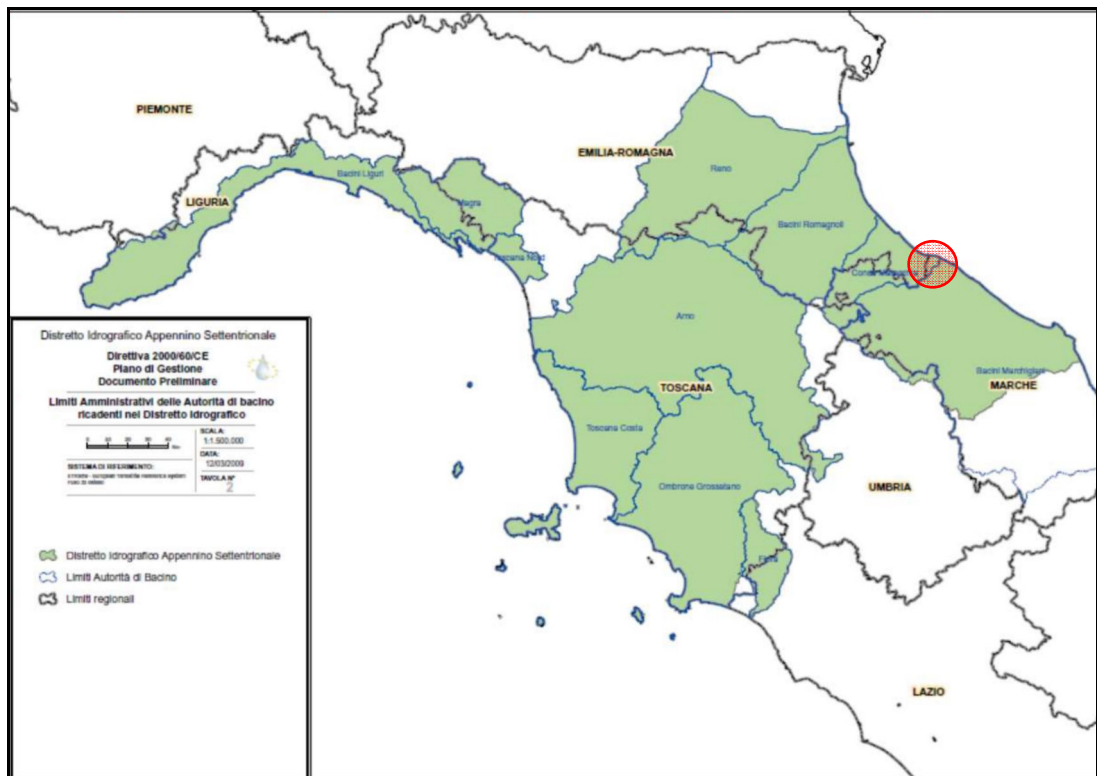 PIEMONTE
EMILIA-ROMAGNA
Reno
Bacini Liguri
LIGURIA
Magra
Bacini Romagnoli
Toscana Nord
Conca
Distretto Idrografico Appennino Settentrionale
Direttiva 2000/60/CE
Piano di Gestione
Documento Preliminare
Limiti Amministrativi delle Autorità di bacino
ricadenti nel Distretto Idrografico
SCALA:
1:1.500.000
DATA:
12/03/2009
SISTEMA DI RIFERIMENTO:
TAVOLA N°
2
Arno
Bacini Marchigiani
MARCHE
TOSCANA
Toscana Costa
Ombrone Grossetano
UMBRIA
Fiora
Distretto Idrografico Appennino Settentrionale
Limiti Autorità di Bacino
Limiti regionali
LAZIO